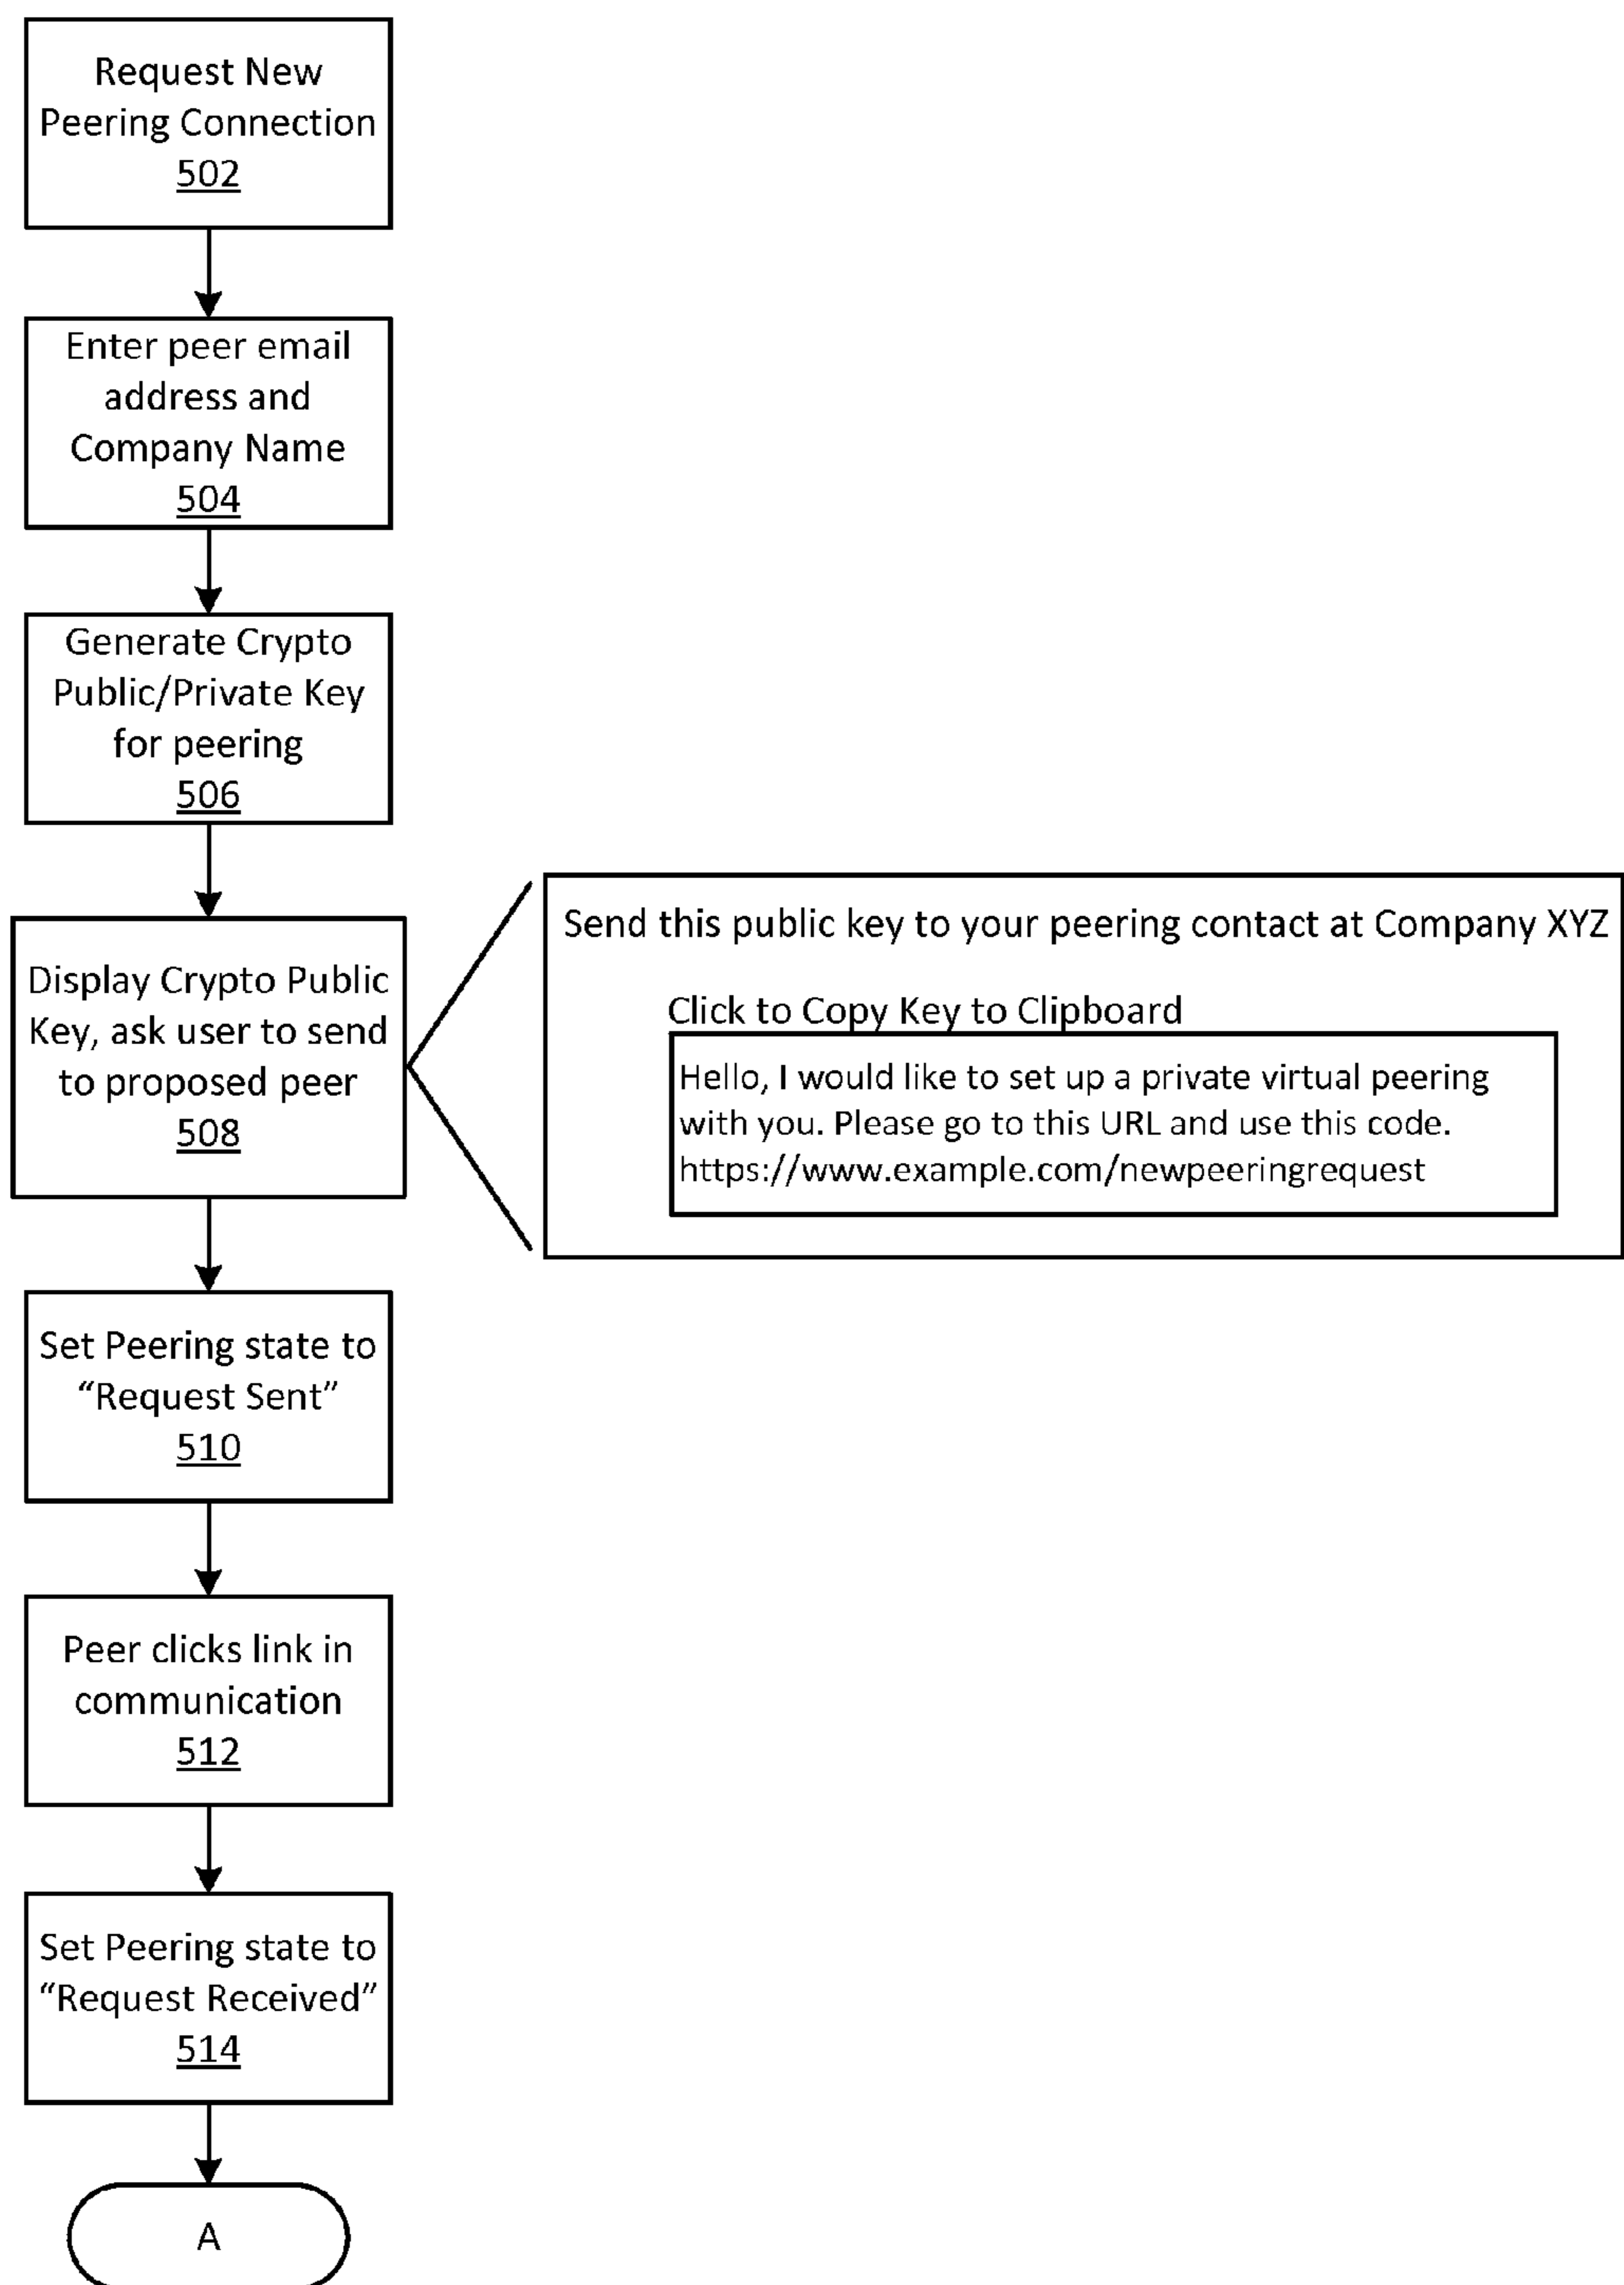 Request New
Peering Connection
502
Enter peer email
address and
Company Name
504
Generate Crypto
Public/Private Key
for peering
506
Display Crypto Public
Key, ask user to send
to proposed peer
508
Send this public key to your peering contact at Company XYZ
Click to Copy Key to Clipboard
Hello, I would like to set up a private virtual peering
with you. Please go to this URL and use this code.
https://www.example.com/newpeeringrequest
Set Peering state to
“Request Sent”
510
Peer clicks link in
communication
512
Set Peering state to
“Request Received”
514
A